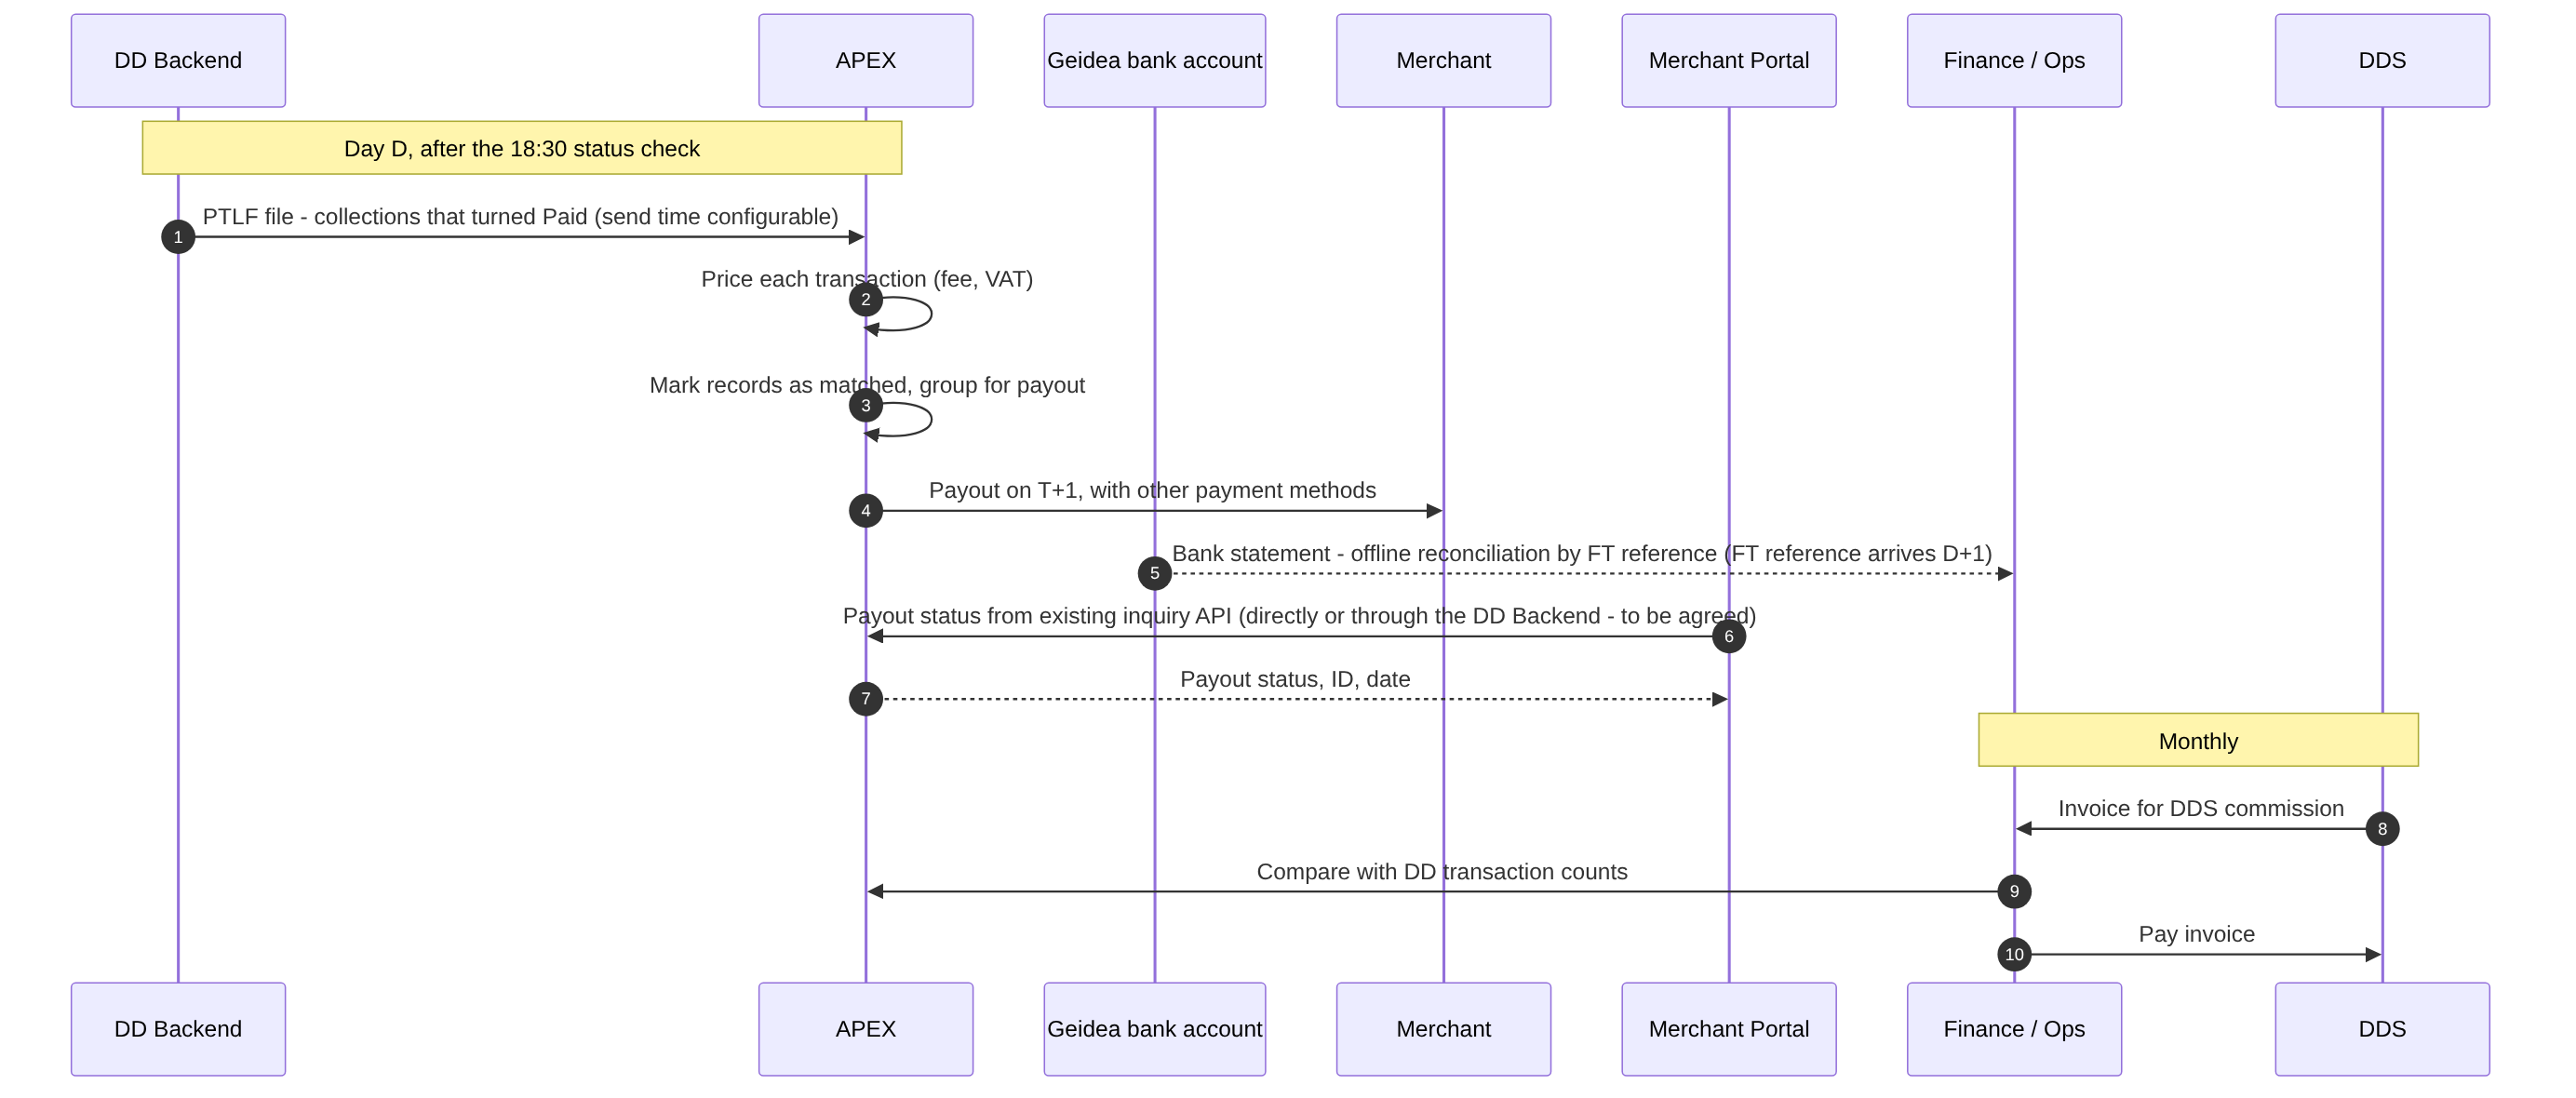 DD Backend
APEX
Geidea bank account
Merchant
Merchant Portal
Finance / Ops
DDS
Day D, after the 18:30 status check
PTLF file - collections that turned Paid (send time configurable)
1
Price each transaction (fee, VAT)
2
Mark records as matched, group for payout
3
Payout on T+1, with other payment methods
4
Bank statement - offline reconciliation by FT reference (FT reference arrives D+1)
5
Payout status from existing inquiry API (directly or through the DD Backend - to be agreed)
6
Payout status, ID, date
7
Monthly
Invoice for DDS commission
8
Compare with DD transaction counts
9
Pay invoice
10
DD Backend
APEX
Geidea bank account
Merchant
Merchant Portal
Finance / Ops
DDS